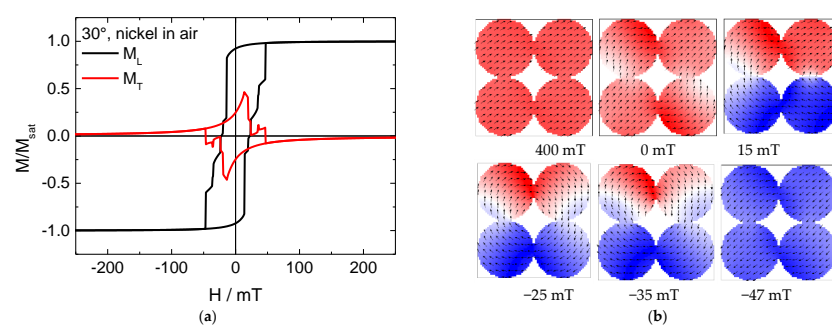 (a)
30°, nickel in air
M_L
M_T
M/M_sat
1.0
0.5
0.0
-0.5
-1.0
-200 -100 0 100 200
H / mT
(a)
(b)
400 mT 0 mT 15 mT
−25 mT −35 mT −47 mT
(b)